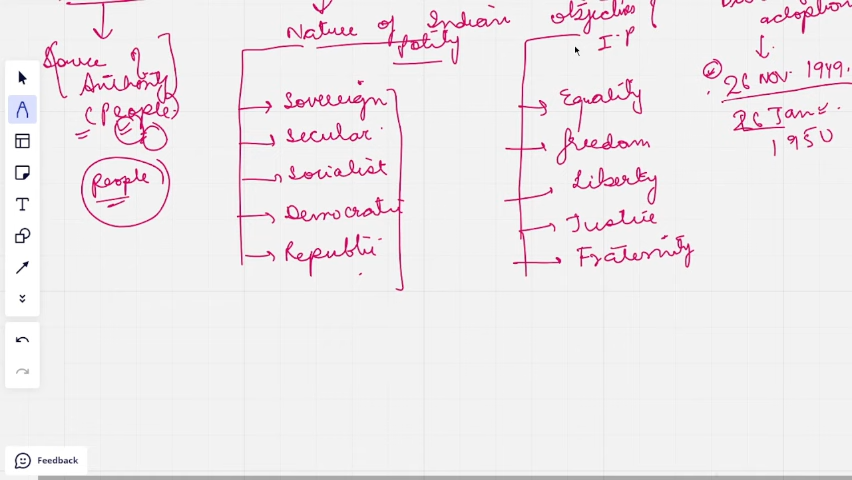 Source of
Authority
(People)
People
Nature of Indian
polity
Sovereign
Secular
Socialist
Democratic
Republic
Objectives
I.P
Equality
freedom
Liberty
Justice
Fraternity
adoption
26 NOV. 1949.
26 Jan
1950
T
Feedback